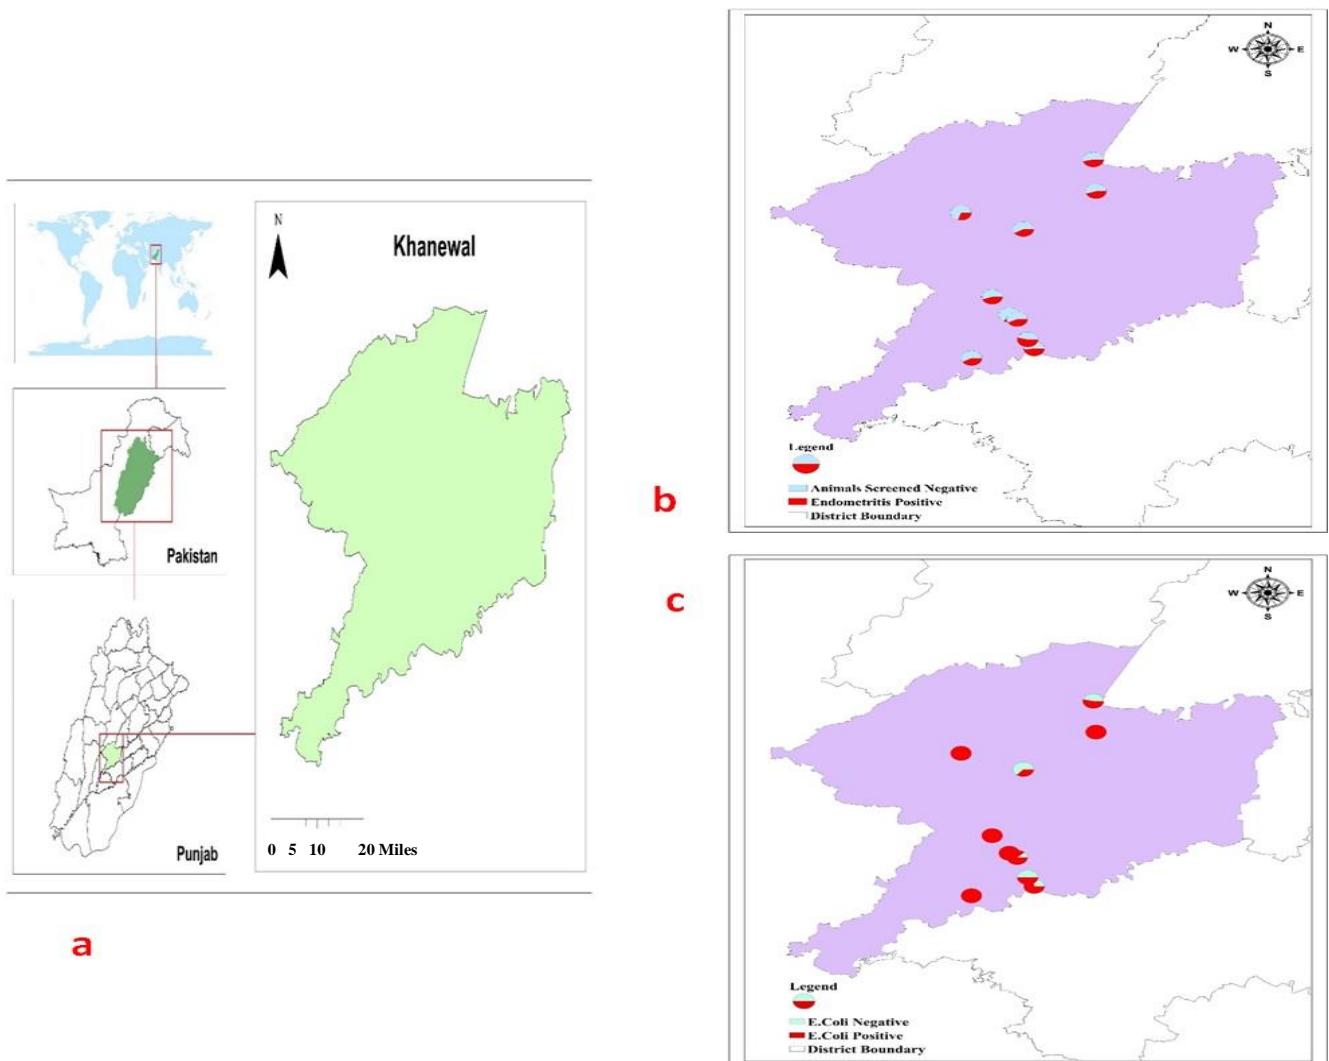 N
Khanewal
Pakistan
Punjab
0 5 10 20 Miles
a
b
N
W E
S
Legend
Animals Screened Negative
Endometritis Positive
District Boundary
c
N
W E
S
Legend
E.Coli Negative
E.Coli Positive
District Boundary